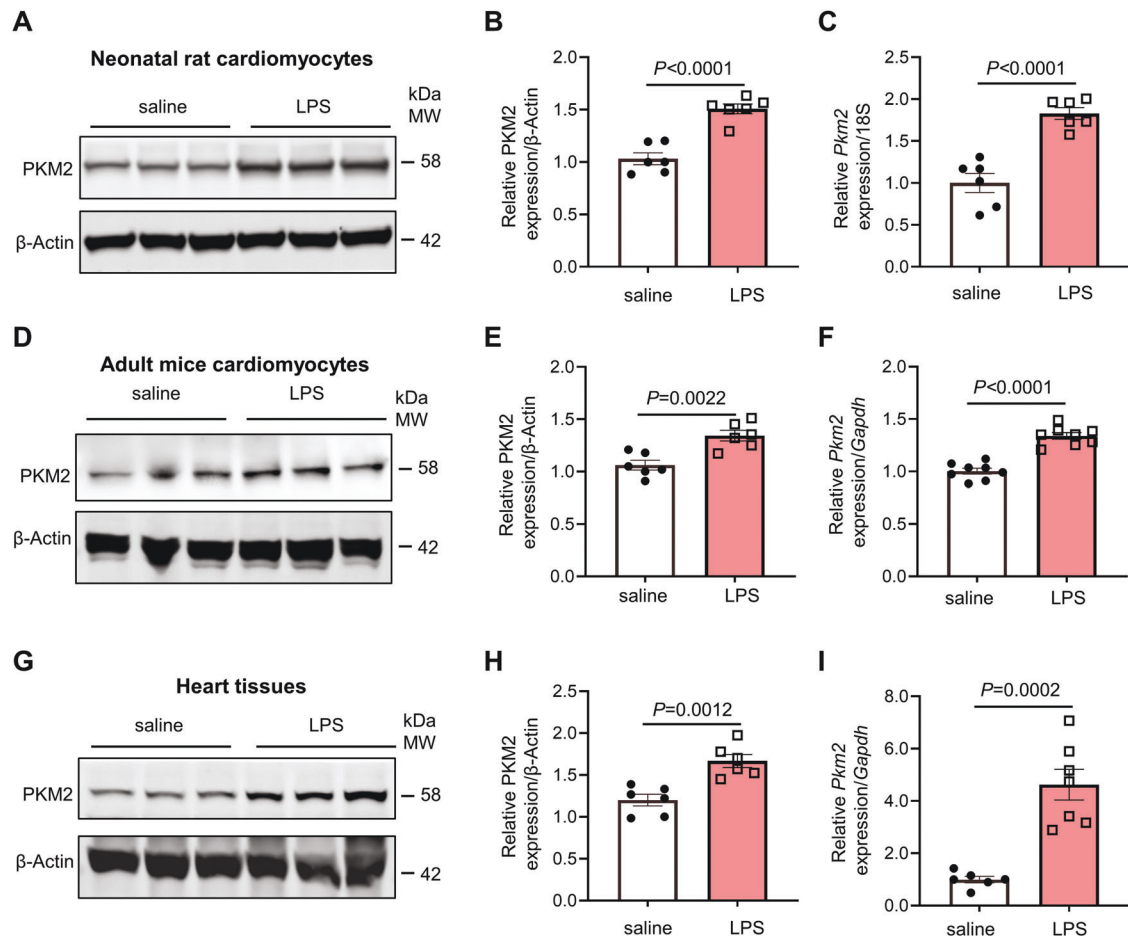 A
Neonatal rat cardiomyocytes
saline
LPS
kDa
MW
PKM2
58
β-Actin
42
B
Relative PKM2
expression/β-Actin
2.0
1.5
1.0
0.5
0.0
P<0.0001
saline
LPS
C
Relative Pkm2
expression/18S
2.5
2.0
1.5
1.0
0.5
0.0
P<0.0001
saline
LPS
D
Adult mice cardiomyocytes
saline
LPS
kDa
MW
PKM2
58
β-Actin
42
E
Relative PKM2
expression/β-Actin
2.0
1.5
1.0
0.5
0.0
P=0.0022
saline
LPS
F
Relative Pkm2
expression/Gapdh
2.0
1.5
1.0
0.5
0.0
P<0.0001
saline
LPS
G
Heart tissues
saline
LPS
kDa
MW
PKM2
58
β-Actin
42
H
Relative PKM2
expression/β-Actin
2.5
2.0
1.5
1.0
0.5
0.0
P=0.0012
saline
LPS
I
Relative Pkm2
expression/Gapdh
8.0
6.0
4.0
2.0
0.0
P=0.0002
saline
LPS